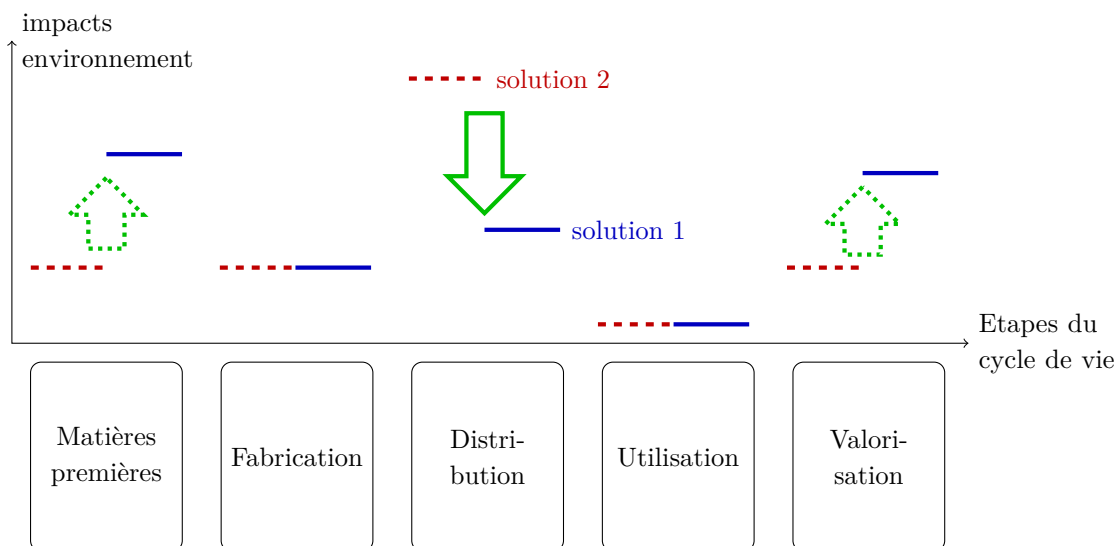 impacts
environnement
solution 2
solution 1
Etapes du
cycle de vie
Matières
premières
Fabrication
Distri-
bution
Utilisation
Valori-
sation